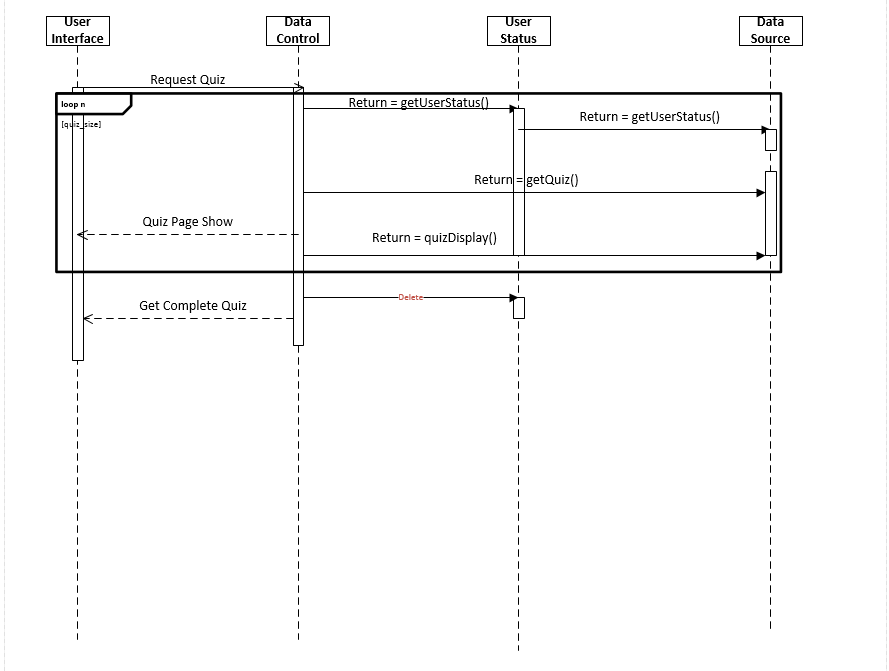 User
Interface
Data
Control
User
Status
Data
Source
Request Quiz
loop n
[quiz_size]
Return = getUserStatus()
Return = getUserStatus()
Return = getQuiz()
Quiz Page Show
Return = quizDisplay()
Delete
Get Complete Quiz